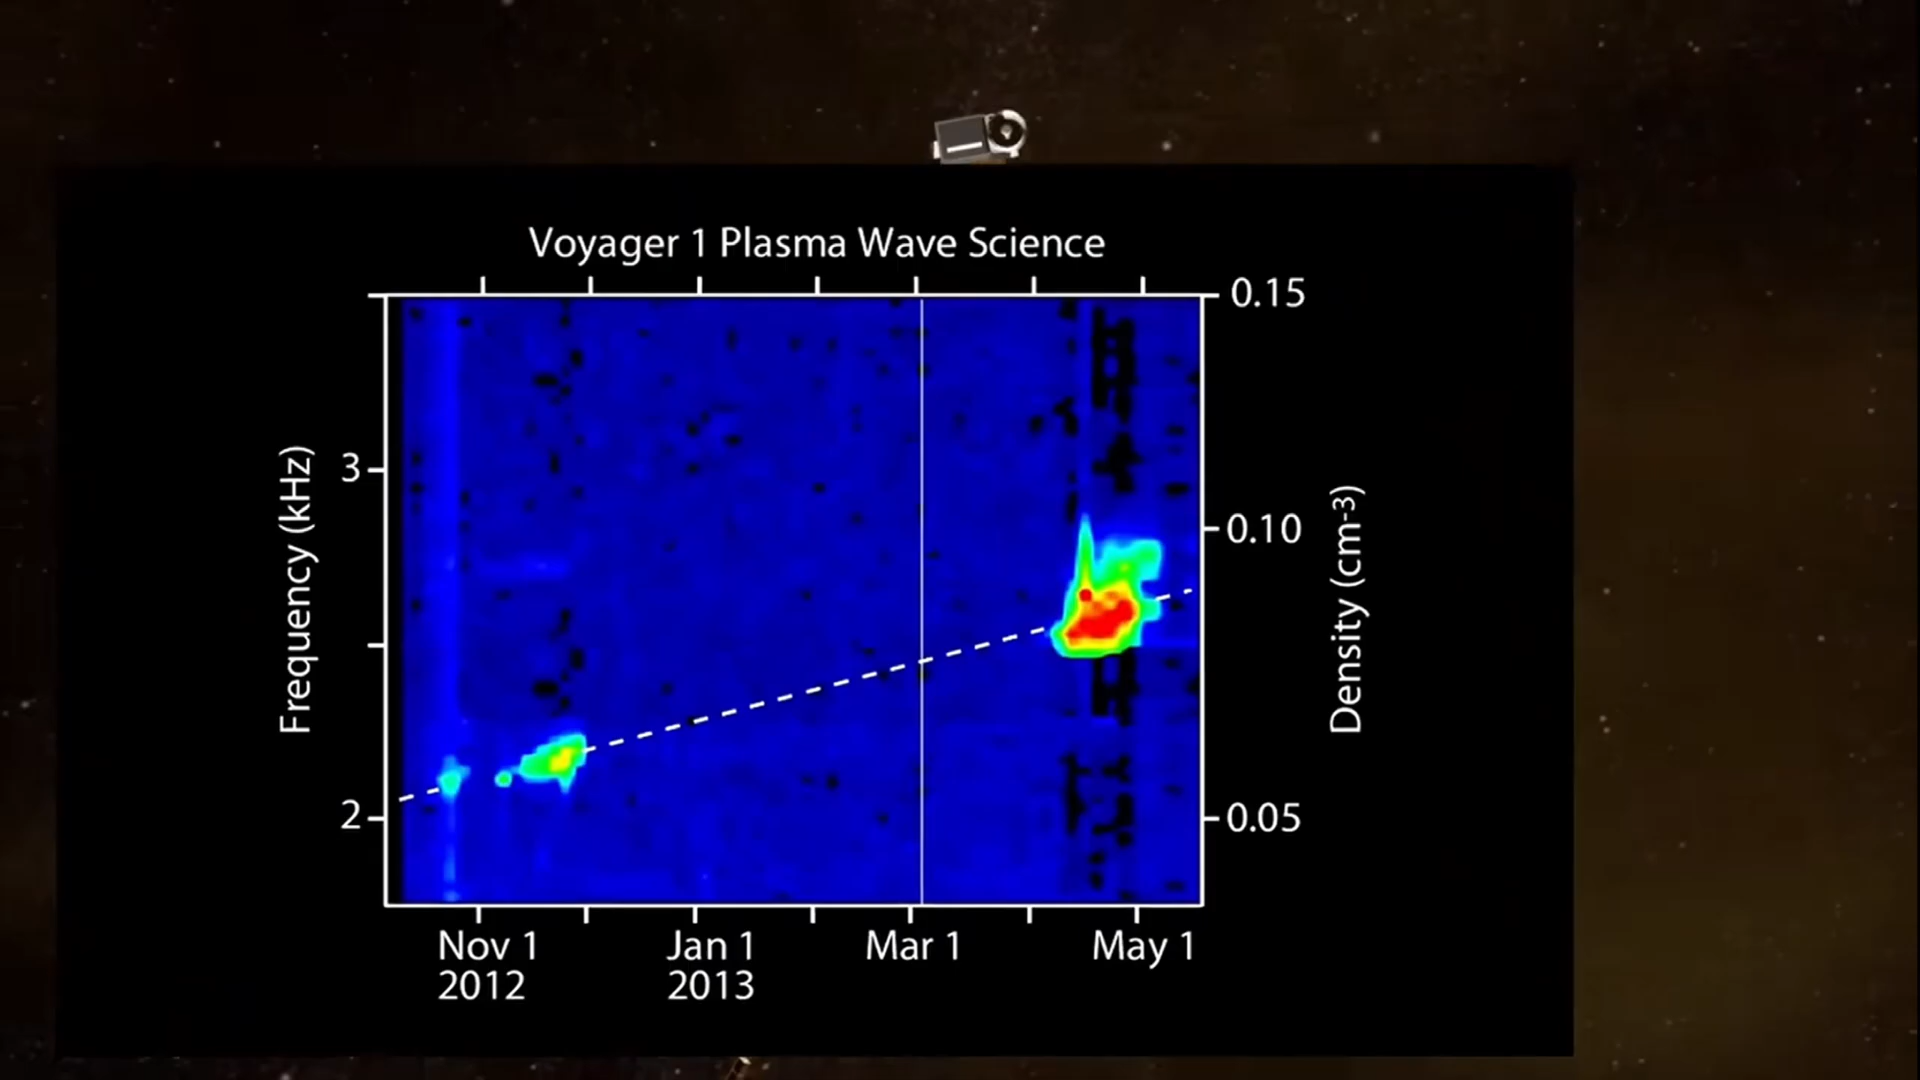 Voyager 1 Plasma Wave Science
0.15
3
0.10
Frequency (kHz)
Density (cm-3)
2
0.05
Nov 1
2012
Jan 1
2013
Mar 1
May 1